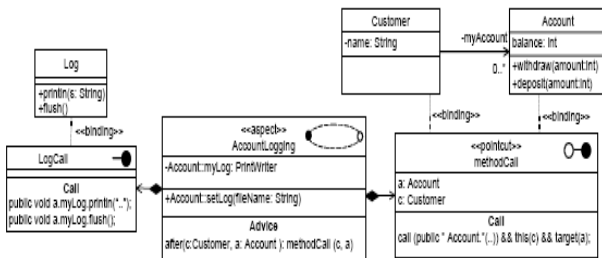 Customer
-name: String
-myAccount
0..*
Account
balance: int
+withdraw(amount:int)
+deposit(amount:int)
Log
+println(s: String)
+flush()
<<binding>>
<<binding>>
<<binding>>
LogCall
Call
public void a.myLog.println("..");
public void a.myLog.flush();
<<aspect>>
AccountLogging
-Account::myLog: PrintWriter
+Account::setLog(fileName: String)
Advice
after(c:Customer, a: Account ): methodCall (c, a)
<<pointcut>>
methodCall
a: Account
c: Customer
Call
call (public * Account.*(..)) && this(c) && target(a);